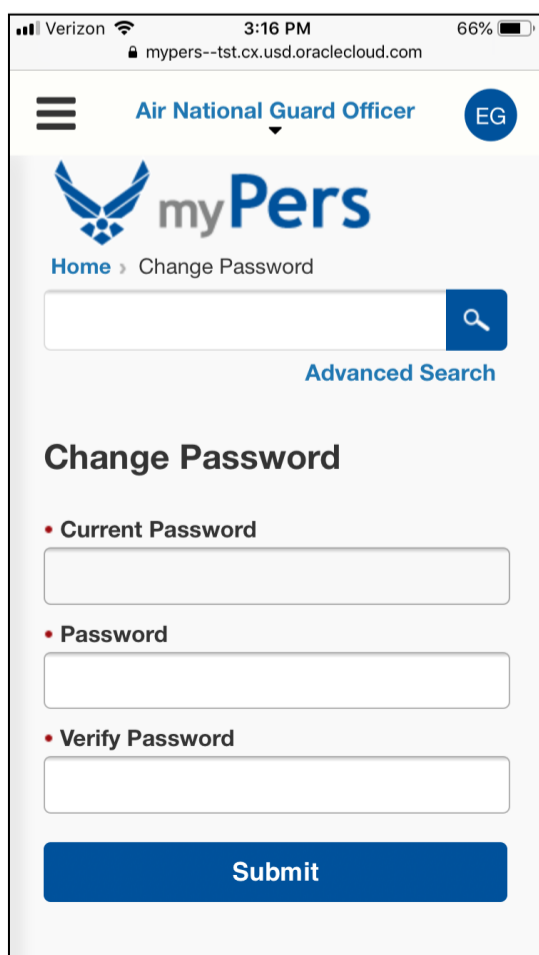 Verizon 3:16 PM 66%
mypers--tst.cx.usd.oraclecloud.com
Air National Guard Officer EG
myPers
Home › Change Password
Advanced Search
Change Password
• Current Password
• Password
• Verify Password
Submit